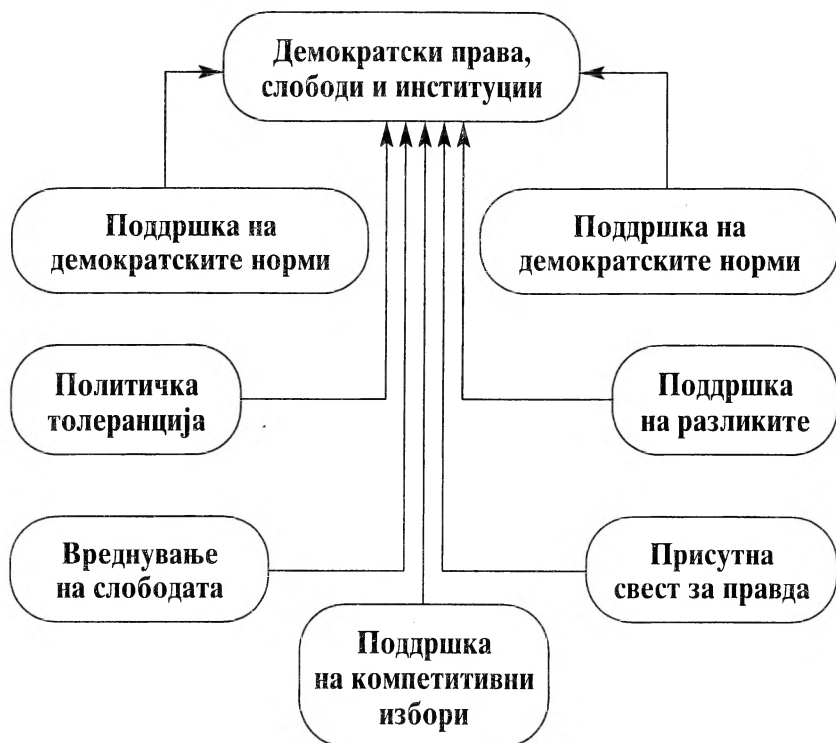 Демократски права,
слободи и институции
Поддршка на
демократските норми
Поддршка на
демократските норми
Политичка
толеранција
Поддршка
на разликите
Вреднување
на слободата
Присутна
свест за правда
Поддршка
на компетитивни
избори